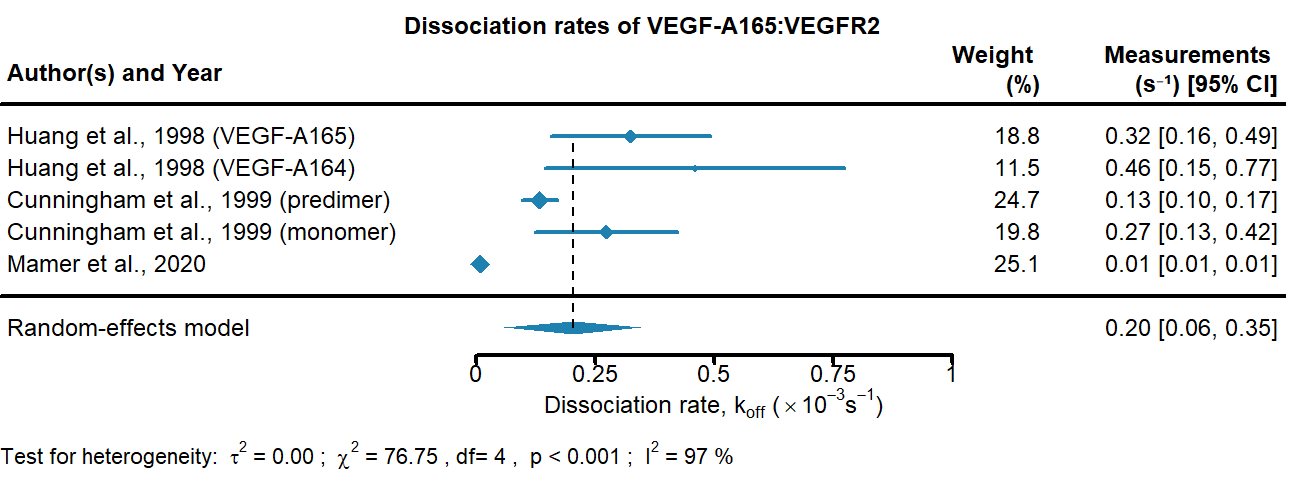 Dissociation rates of VEGF-A165:VEGFR2
Author(s) and Year Weight (%) Measurements (s⁻¹) [95% CI]
Huang et al., 1998 (VEGF-A165) 18.8 0.32 [0.16, 0.49]
Huang et al., 1998 (VEGF-A164) 11.5 0.46 [0.15, 0.77]
Cunningham et al., 1999 (predimer) 24.7 0.13 [0.10, 0.17]
Cunningham et al., 1999 (monomer) 19.8 0.27 [0.13, 0.42]
Mamer et al., 2020 25.1 0.01 [0.01, 0.01]
Random-effects model 0.20 [0.06, 0.35]
0 0.25 0.5 0.75 1
Dissociation rate, k_off (×10⁻³s⁻¹)
Test for heterogeneity: τ² = 0.00 ; χ² = 76.75 , df= 4 , p < 0.001 ; I² = 97 %